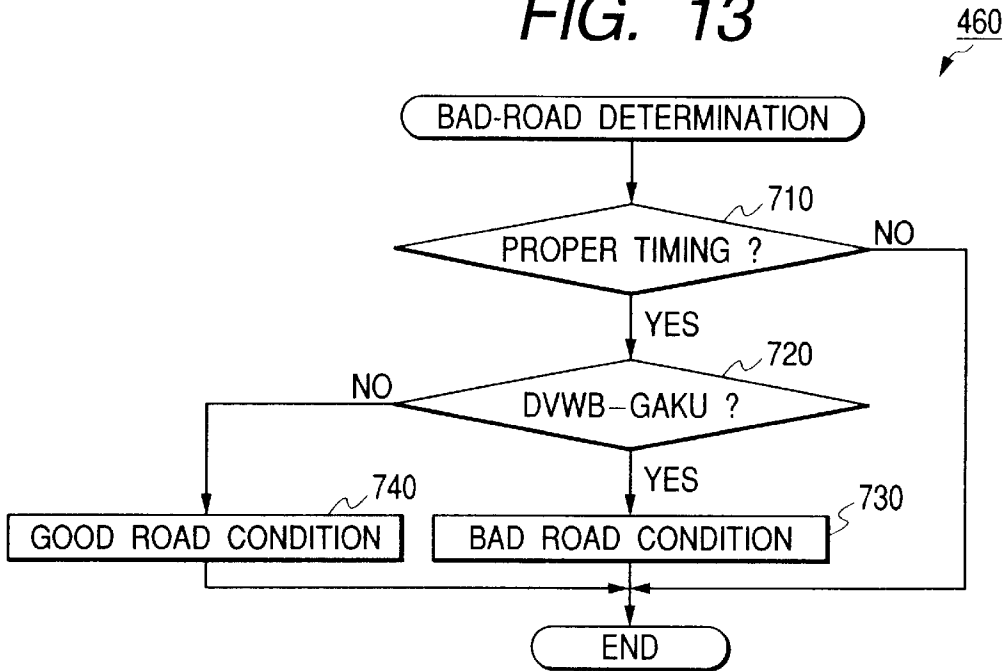 FIG. 13
460
BAD-ROAD DETERMINATION
710
PROPER TIMING ?
NO
YES
720
NO
DVWB-GAKU ?
YES
740
730
GOOD ROAD CONDITION
BAD ROAD CONDITION
END